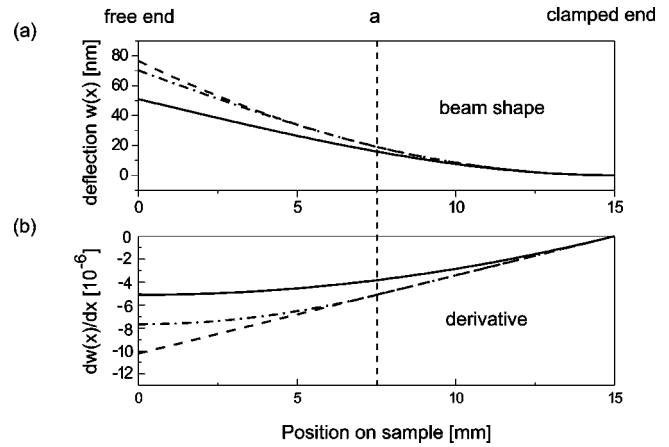 free end
a
clamped end
(a)
deflection w(x) [nm]
80
60
40
20
0
beam shape
0
5
10
15
(b)
dw(x)/dx [10⁻⁶]
0
-2
-4
-6
-8
-10
-12
derivative
0
5
10
15
Position on sample [mm]